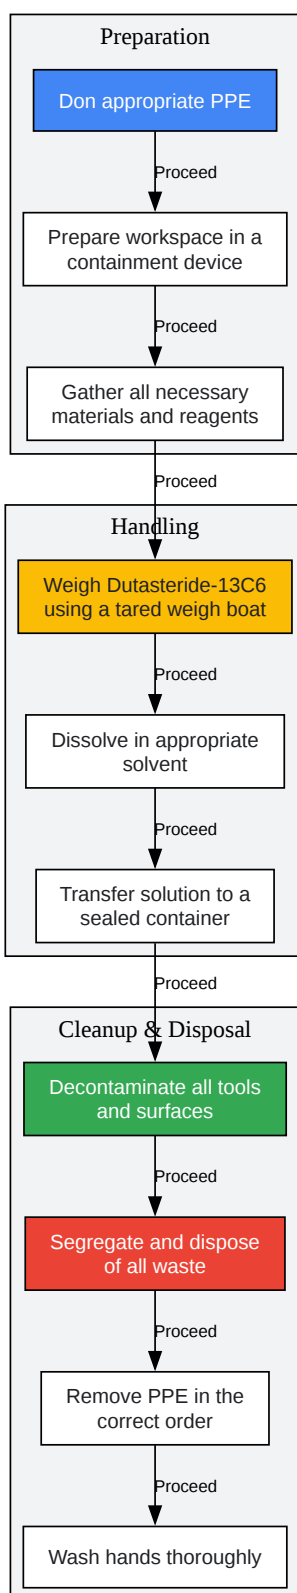 Preparation
Don appropriate PPE
Proceed
Prepare workspace in a
containment device
Proceed
Gather all necessary
materials and reagents
Proceed
Handling
Weigh Dutasteride-13C6
using a tared weigh boat
Proceed
Dissolve in appropriate
solvent
Proceed
Transfer solution to a
sealed container
Proceed
Cleanup & Disposal
Decontaminate all tools
and surfaces
Proceed
Segregate and dispose
of all waste
Proceed
Remove PPE in the
correct order
Proceed
Wash hands thoroughly